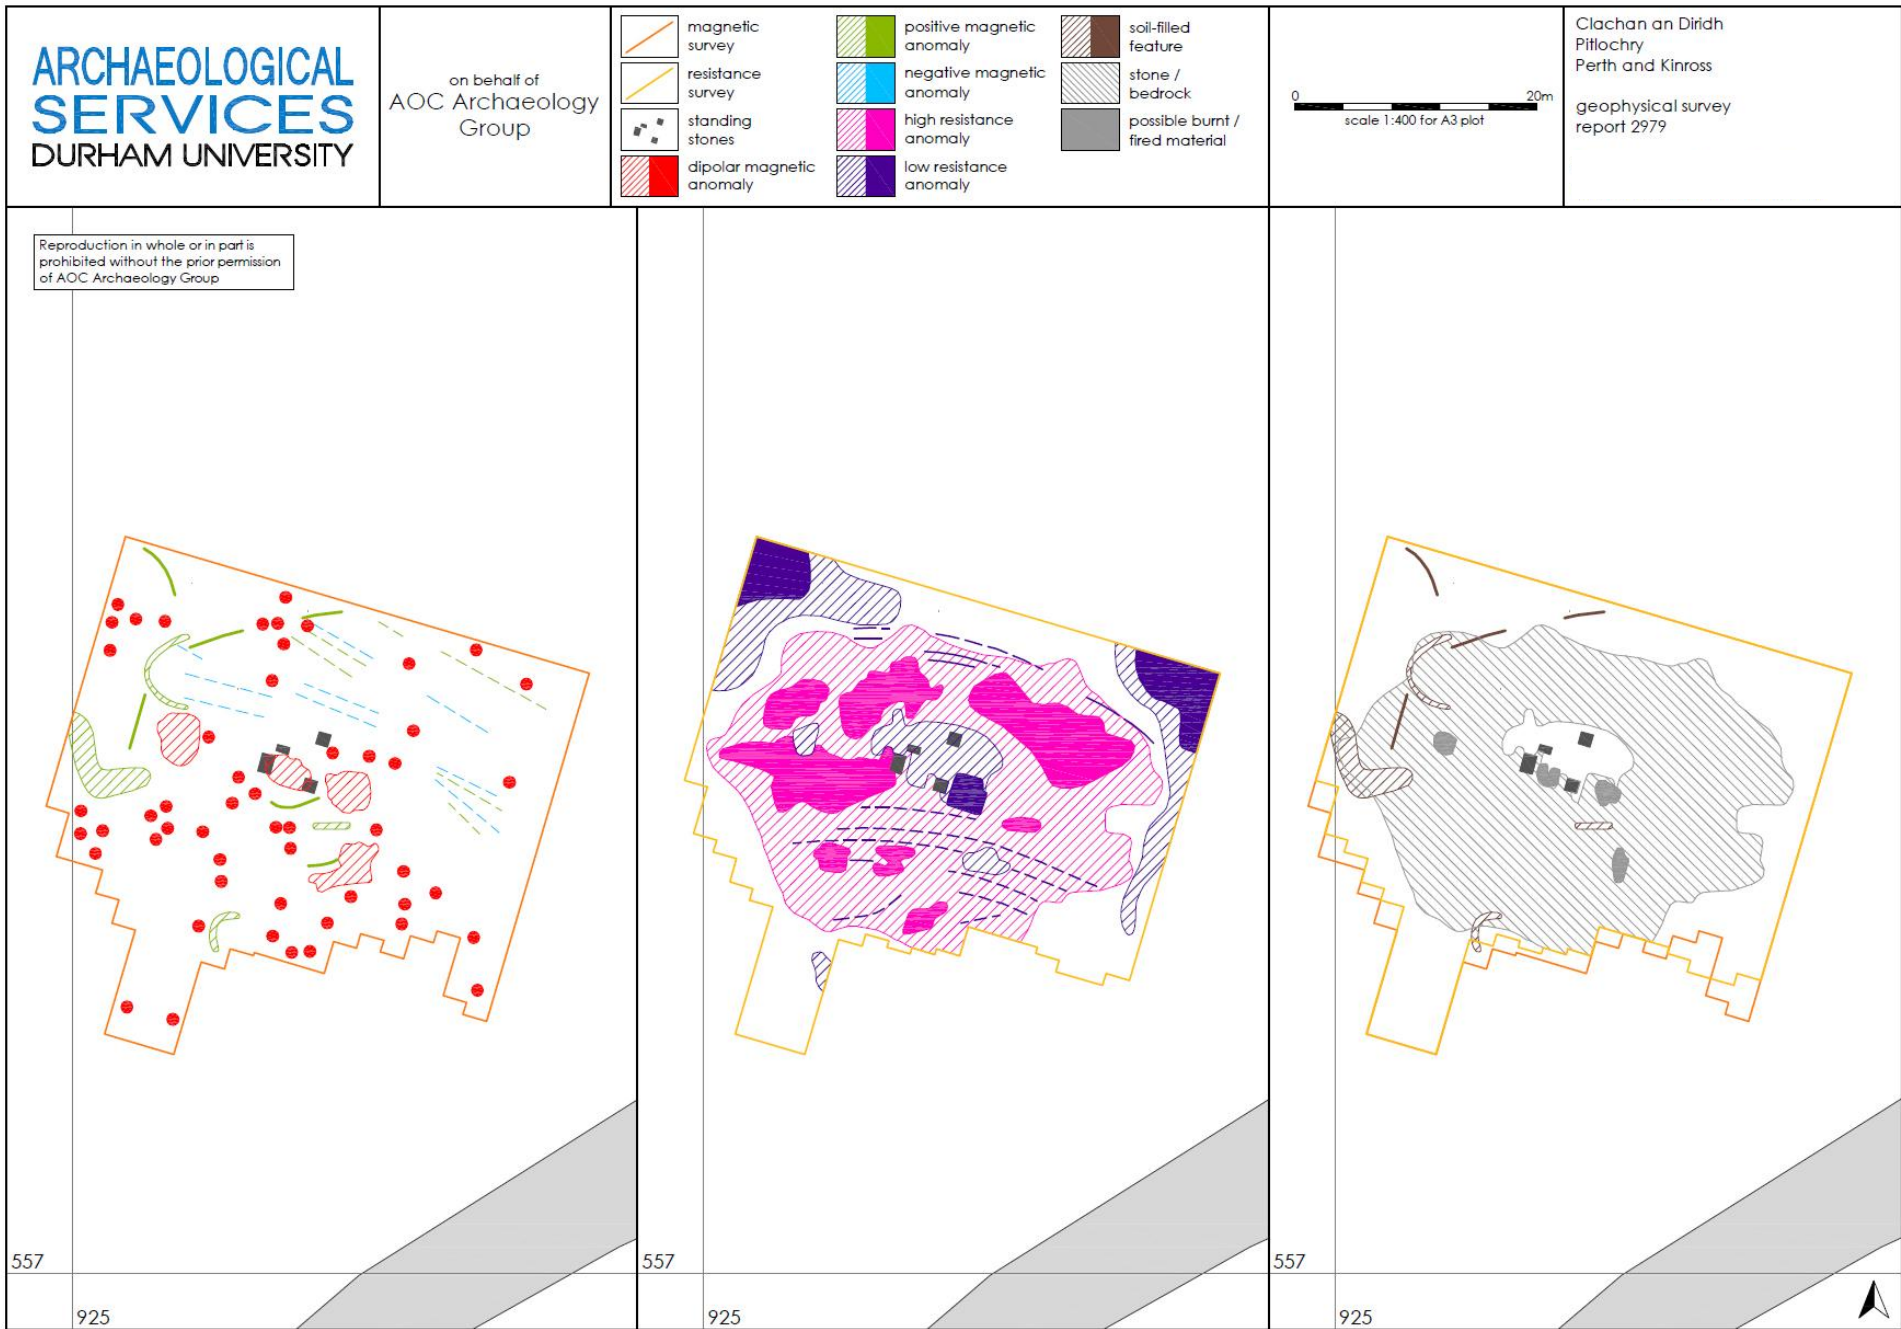 ARCHAEOLOGICAL
SERVICES
DURHAM UNIVERSITY
on behalf of
AOC Archaeology
Group
magnetic
survey
resistance
survey
standing
stones
dipolar magnetic
anomaly
positive magnetic
anomaly
negative magnetic
anomaly
high resistance
anomaly
low resistance
anomaly
soil-filled
feature
stone /
bedrock
possible burnt /
fired material
0
20m
scale 1:400 for A3 plot
Clachan an Diridh
Pitlochry
Perth and Kinross
geophysical survey
report 2979
Reproduction in whole or in part is
prohibited without the prior permission
of AOC Archaeology Group
557
925
557
925
557
925